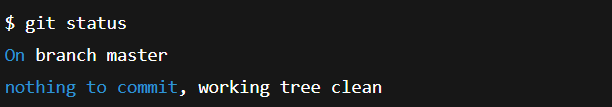 $ git status
On branch master
nothing to commit, working tree clean